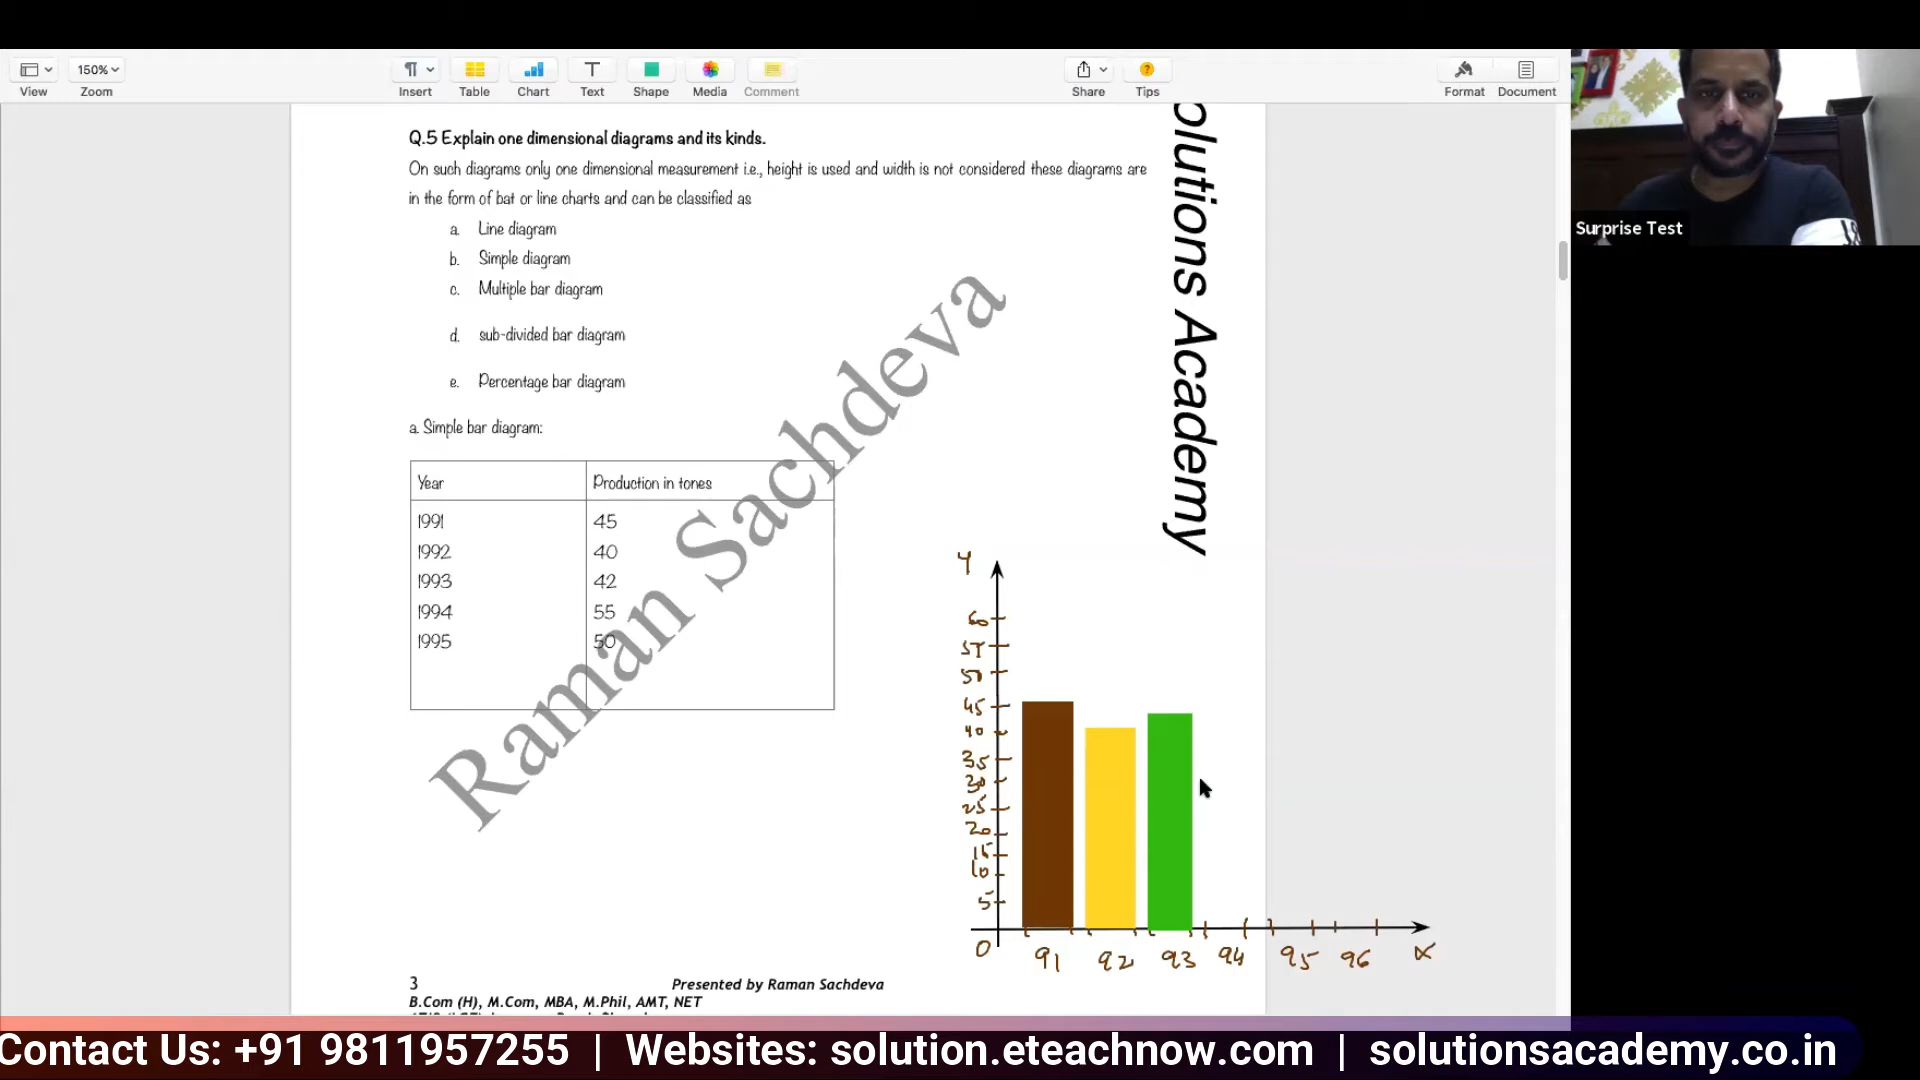 View
150%
Zoom
Insert
Table
Chart
Text
Shape
Media
Comment
Share
Tips
Format
Document
Q.5 Explain one dimensional diagrams and its kinds.
On such diagrams only one dimensional measurement i.e., height is used and width is not considered these diagrams are
in the form of bat or line charts and can be classified as
a. Line diagram
b. Simple diagram
c. Multiple bar diagram
d. sub-divided bar diagram
e. Percentage bar diagram
a. Simple bar diagram:
Year Production in tones
1991 45
1992 40
1993 42
1994 55
1995 50
Raman Sachdeva
olutions Academy
Surprise Test
Y
60
55
50
45
40
35
30
25
20
15
10
5
0 91 92 93 94 95 96 X
3 Presented by Raman Sachdeva
B.Com (H), M.Com, MBA, M.Phil, AMT, NET
Contact Us: +91 9811957255 | Websites: solution.eteachnow.com | solutionsacademy.co.in